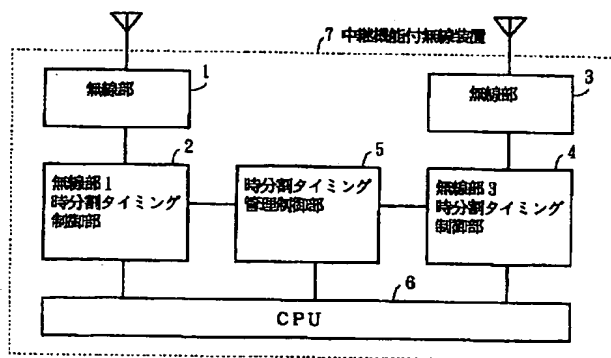 7 中継機能付無線装置
1
無線部
3
無線部
2
無線部1
時分割タイミング
制御部
5
時分割タイミング
管理制御部
4
無線部3
時分割タイミング
制御部
6
CPU